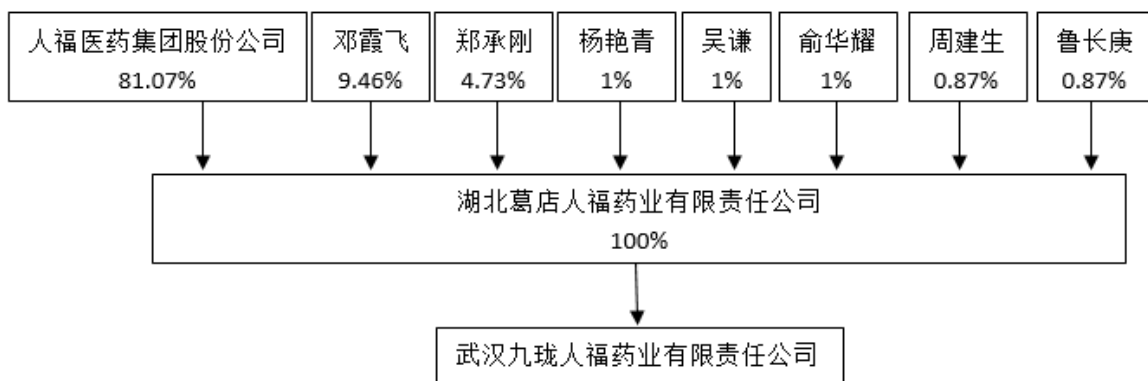 人福医药集团股份公司
81.07%
邓霞飞
9.46%
郑承刚
4.73%
杨艳青
1%
吴谦
1%
俞华耀
1%
周建生
0.87%
鲁长庚
0.87%
湖北葛店人福药业有限责任公司
100%
武汉九珑人福药业有限责任公司